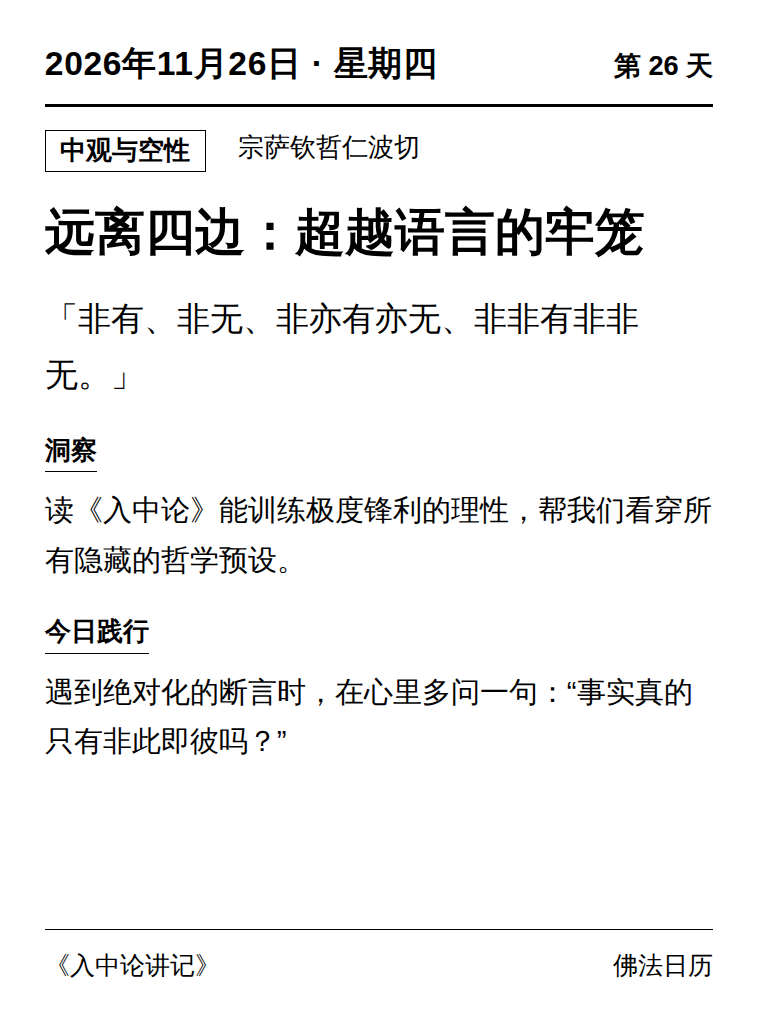 2026年11月26日 · 星期四 第 26 天
中观与空性 宗萨钦哲仁波切
远离四边：超越语言的牢笼
「非有、非无、非亦有亦无、非非有非非
无。」
洞察
读《入中论》能训练极度锋利的理性，帮我们看穿所
有隐藏的哲学预设。
今日践行
遇到绝对化的断言时，在心里多问一句：“事实真的
只有非此即彼吗？”
《入中论讲记》 佛法日历